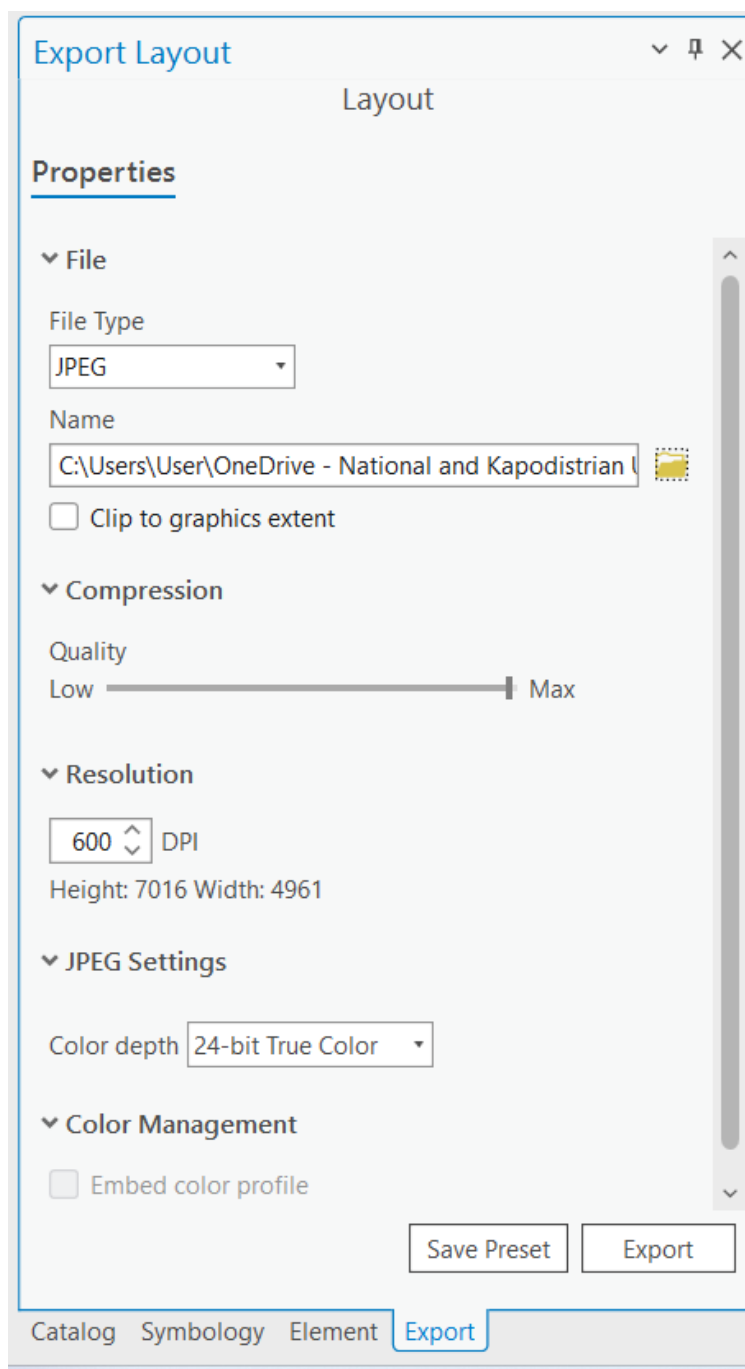 Export Layout
Layout
Properties
File
File Type
JPEG
Name
C:\Users\User\OneDrive - National and Kapodistrian
Clip to graphics extent
Compression
Quality
Low Max
Resolution
600 DPI
Height: 7016 Width: 4961
JPEG Settings
Color depth 24-bit True Color
Color Management
Embed color profile
Save Preset Export
Catalog Symbology Element Export